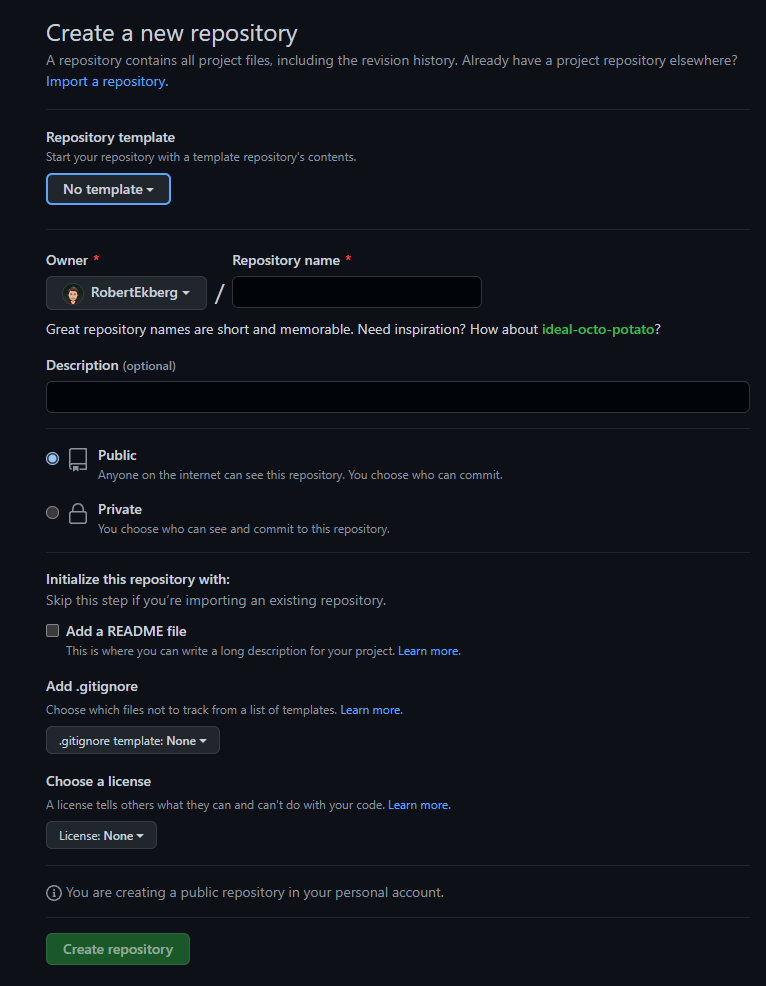 Create a new repository
A repository contains all project files, including the revision history. Already have a project repository elsewhere?
Import a repository.
Repository template
Start your repository with a template repository's contents.
No template
Owner *
Repository name *
RobertEkberg
/
Great repository names are short and memorable. Need inspiration? How about ideal-octo-potato?
Description (optional)
Public
Anyone on the internet can see this repository. You choose who can commit.
Private
You choose who can see and commit to this repository.
Initialize this repository with:
Skip this step if you’re importing an existing repository.
Add a README file
This is where you can write a long description for your project. Learn more.
Add .gitignore
Choose which files not to track from a list of templates. Learn more.
.gitignore template: None
Choose a license
A license tells others what they can and can't do with your code. Learn more.
License: None
You are creating a public repository in your personal account.
Create repository